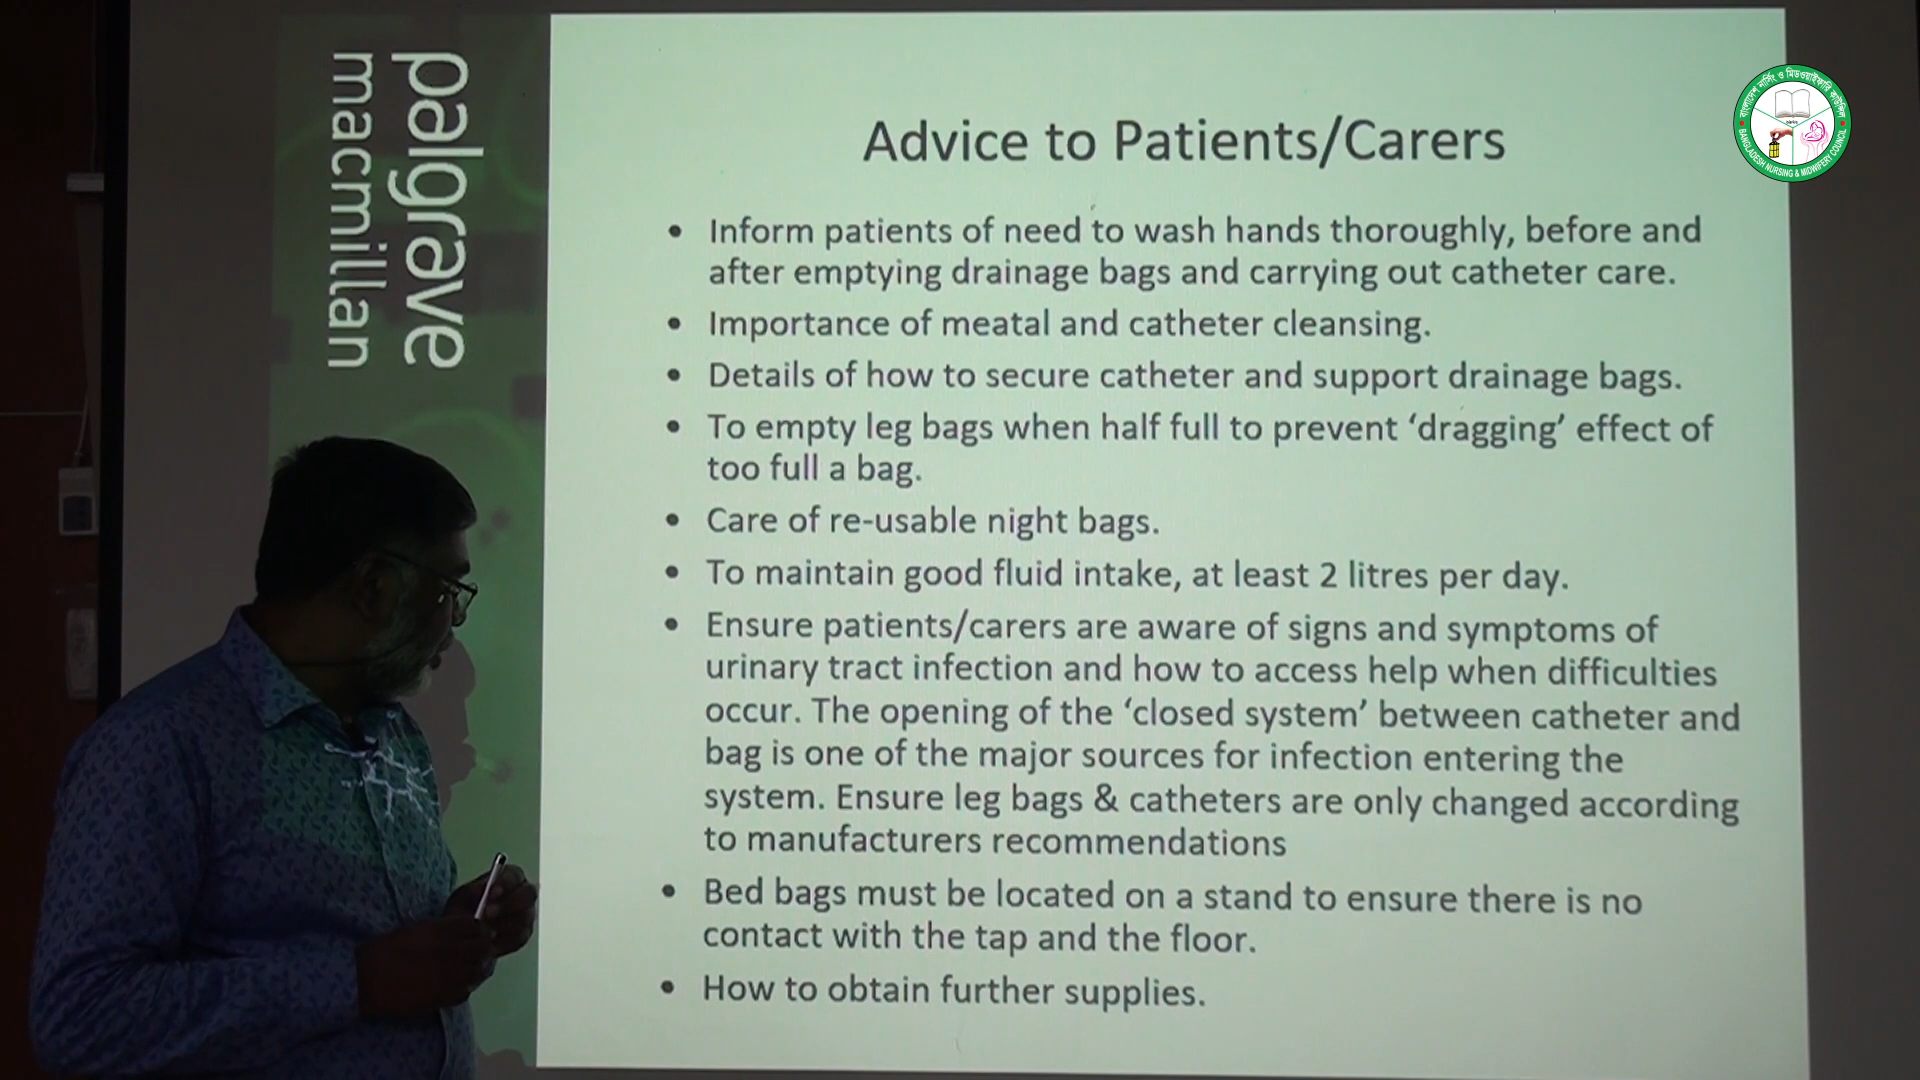 palgrave
macmillan
Advice to Patients/Carers
• Inform patients of need to wash hands thoroughly, before and
after emptying drainage bags and carrying out catheter care.
• Importance of meatal and catheter cleansing.
• Details of how to secure catheter and support drainage bags.
• To empty leg bags when half full to prevent ‘dragging’ effect of
too full a bag.
• Care of re-usable night bags.
• To maintain good fluid intake, at least 2 litres per day.
• Ensure patients/carers are aware of signs and symptoms of
urinary tract infection and how to access help when difficulties
occur. The opening of the ‘closed system’ between catheter and
bag is one of the major sources for infection entering the
system. Ensure leg bags & catheters are only changed according
to manufacturers recommendations
• Bed bags must be located on a stand to ensure there is no
contact with the tap and the floor.
• How to obtain further supplies.
বাংলাদেশ নার্সিং ও মিডওয়াইফারি কাউন্সিল
BANGLADESH NURSING & MIDWIFERY COUNCIL